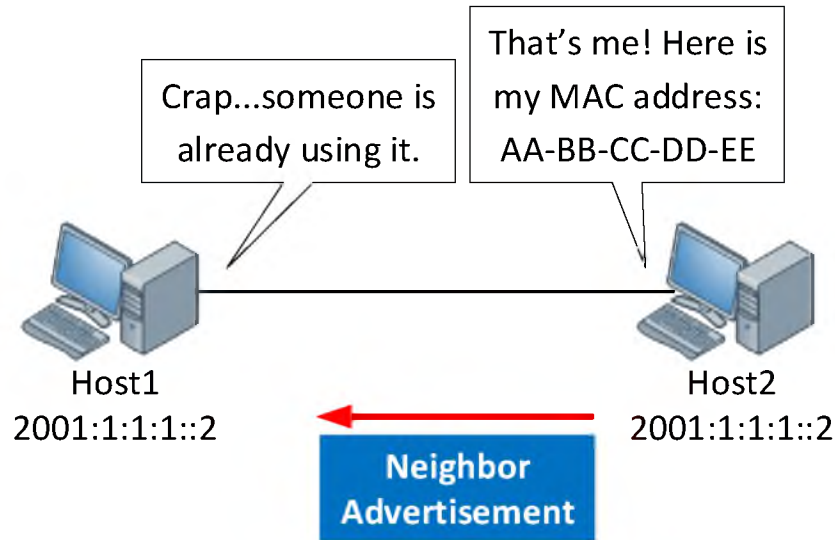 Crap...someone is
already using it.
That's me! Here is
my MAC address:
AA-BB-CC-DD-EE
Host1
2001:1:1:1::2
Host2
2001:1:1:1::2
Neighbor
Advertisement